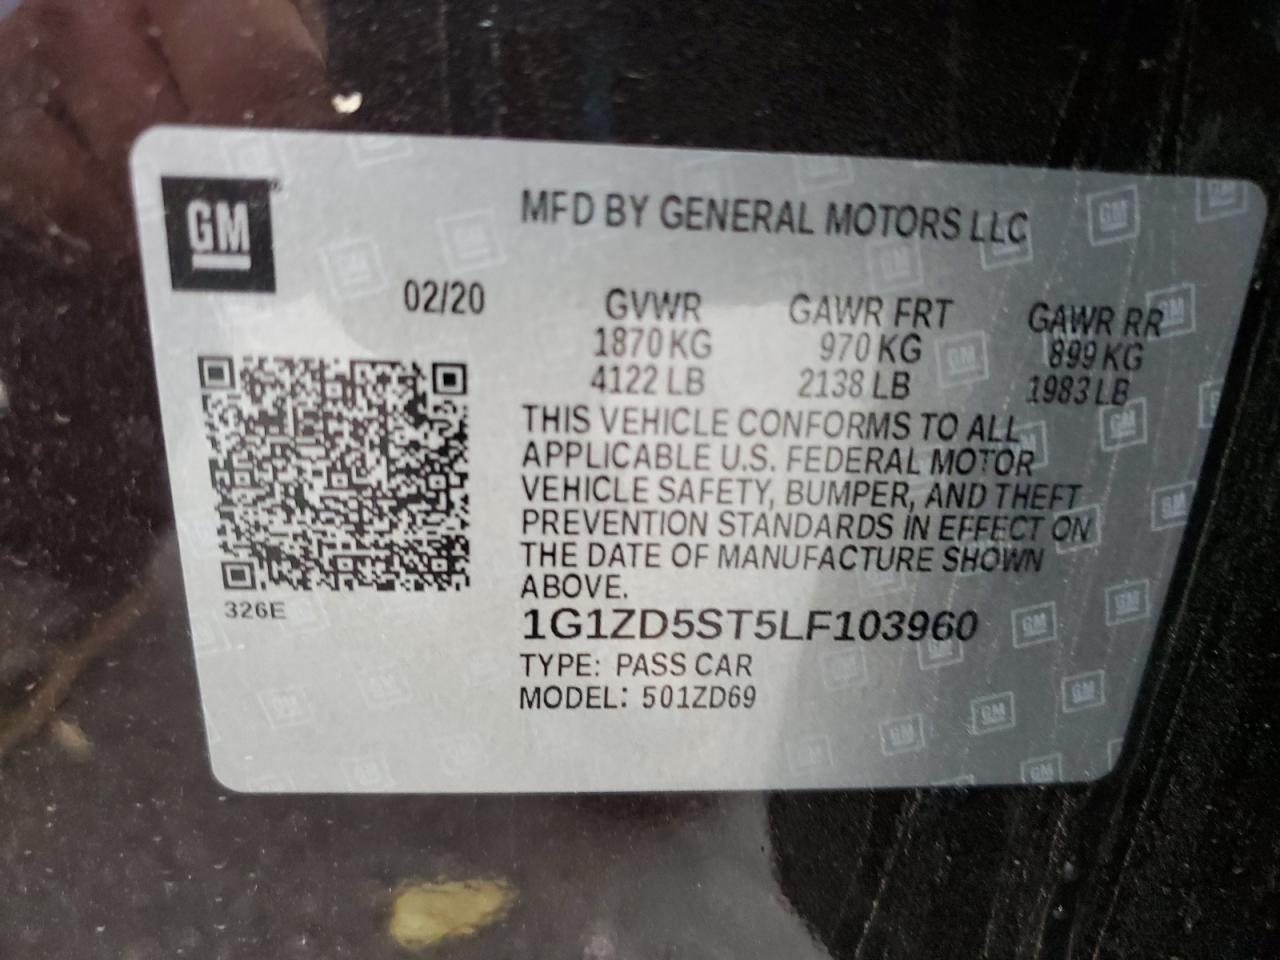 GM
MFD BY GENERAL MOTORS LLC
02/20
GVWR GAWR FRT GAWR RR
1870 KG 970 KG 899 KG
4122 LB 2138 LB 1983 LB
THIS VEHICLE CONFORMS TO ALL
APPLICABLE U.S. FEDERAL MOTOR
VEHICLE SAFETY, BUMPER, AND THEFT
PREVENTION STANDARDS IN EFFECT ON
THE DATE OF MANUFACTURE SHOWN
ABOVE.
326E
1G1ZD5ST5LF103960
TYPE: PASS CAR
MODEL: 501ZD69